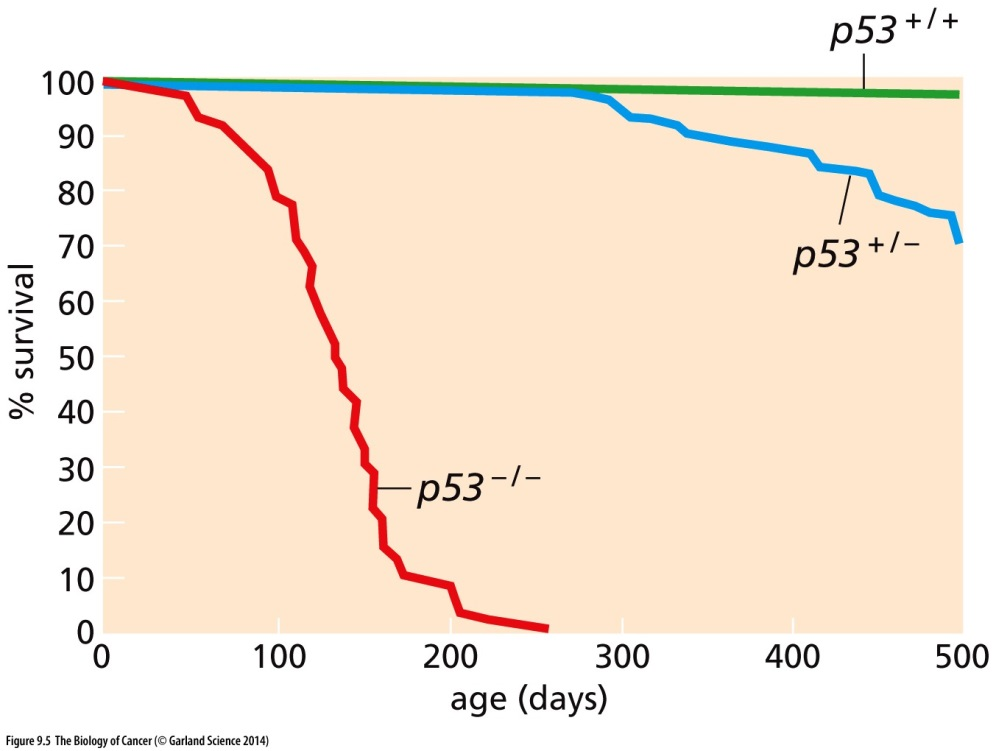 p53 +/+
100
90
80
70
60
50
40
30
20
10
0
% survival
p53 +/−
p53 −/−
0 100 200 300 400 500
age (days)
Figure 9.5 The Biology of Cancer (© Garland Science 2014)